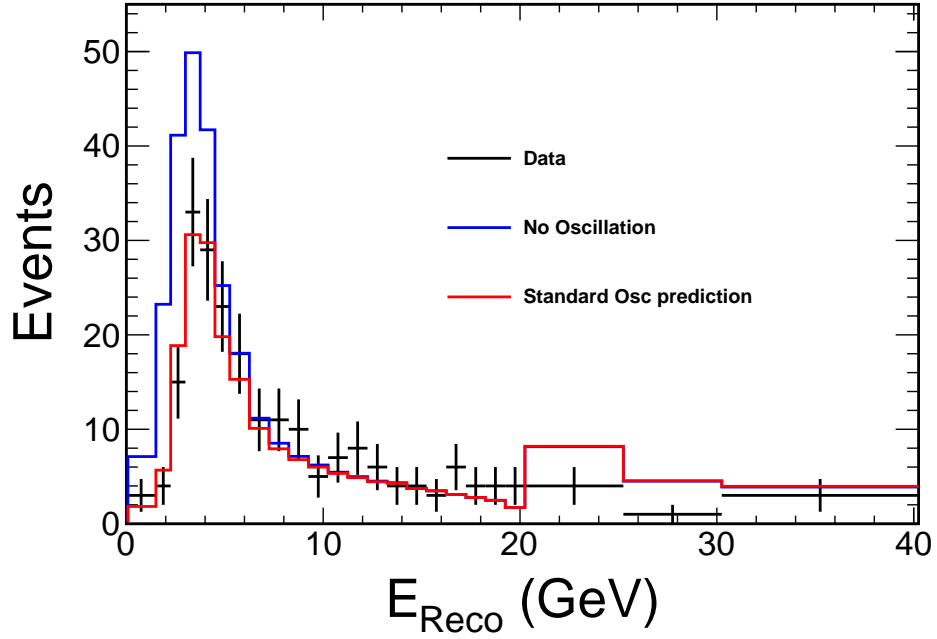 50
40
30
20
10
0
Events
Data
No Oscillation
Standard Osc prediction
0 10 20 30 40
E_Reco (GeV)